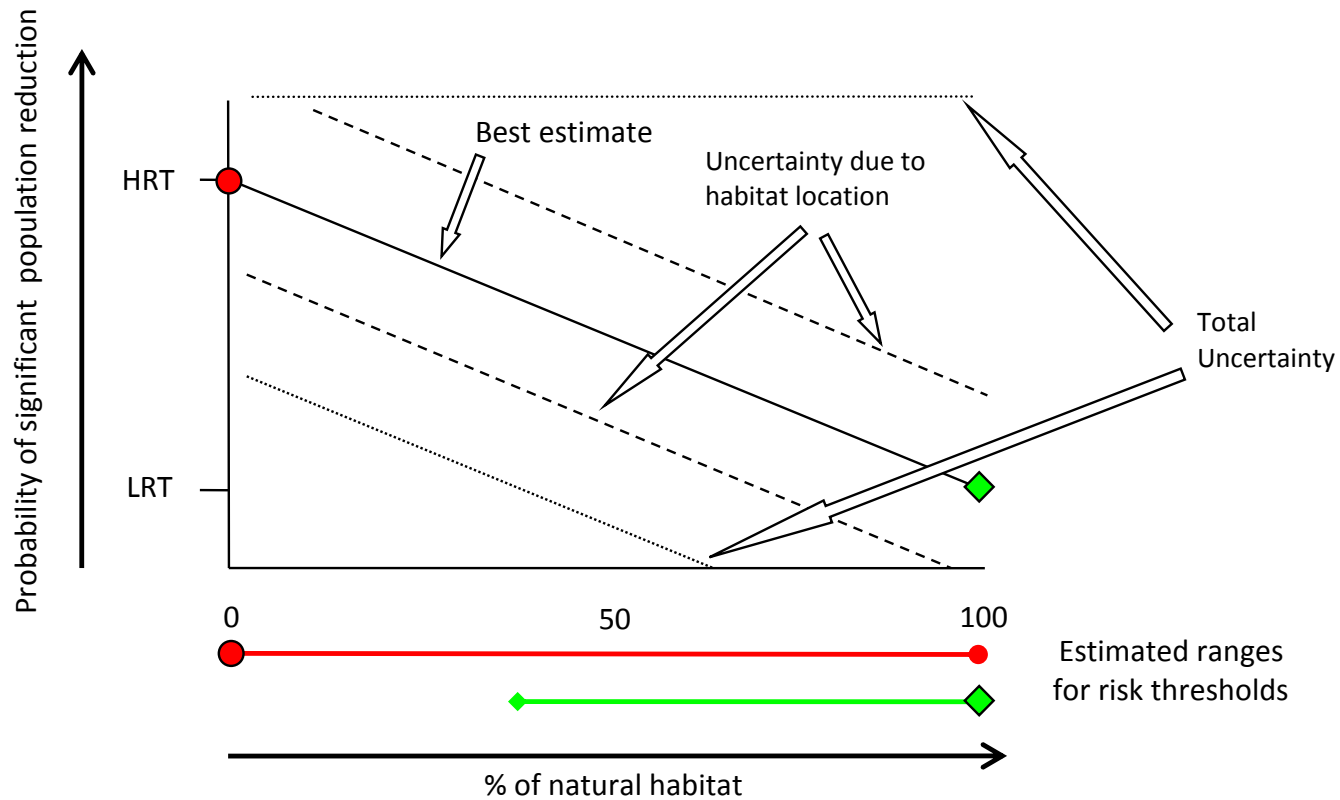 Probability of significant population reduction
HRT
LRT
Best estimate
Uncertainty due to
habitat location
Total
Uncertainty
0
50
100
Estimated ranges
for risk thresholds
% of natural habitat